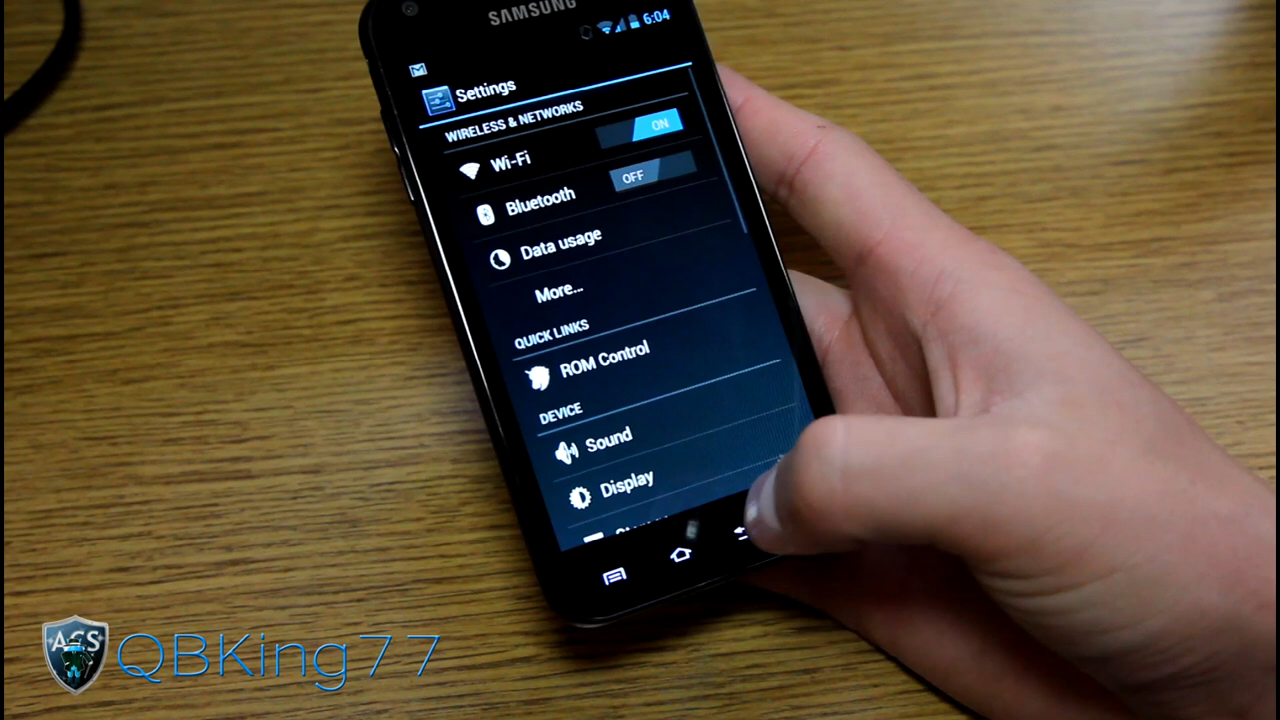 SAMSUNG
6:04
Settings
WIRELESS & NETWORKS
Wi-Fi
ON
Bluetooth
OFF
Data usage
More...
QUICK LINKS
ROM Control
DEVICE
Sound
Display
ACS
QBKing77